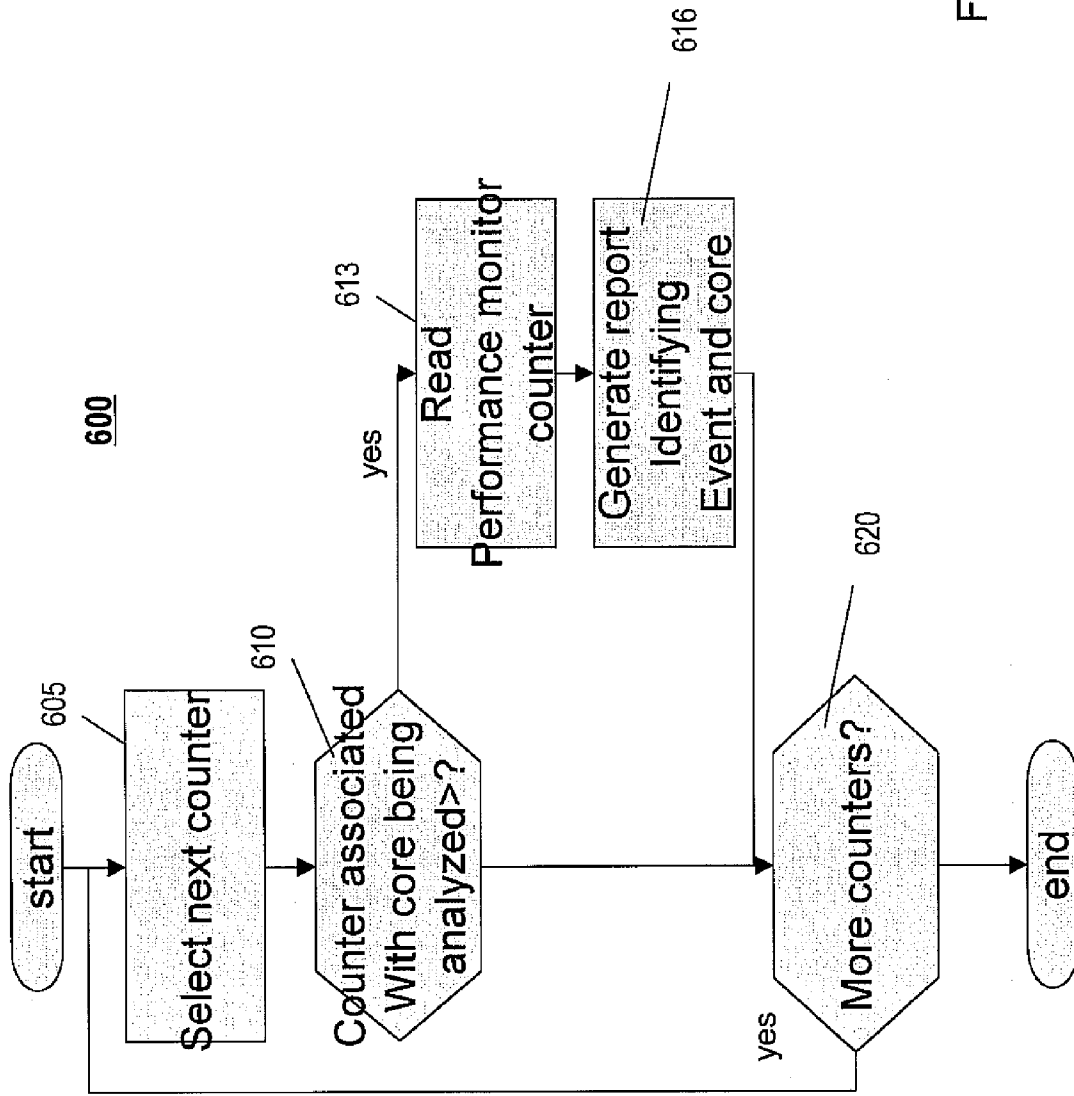 600
start
605
Select next counter
610
Counter associated
With core being
analyzed>?
yes
613
Read
Performance monitor
counter
616
Generate report
Identifying
Event and core
620
More counters?
yes
end
F